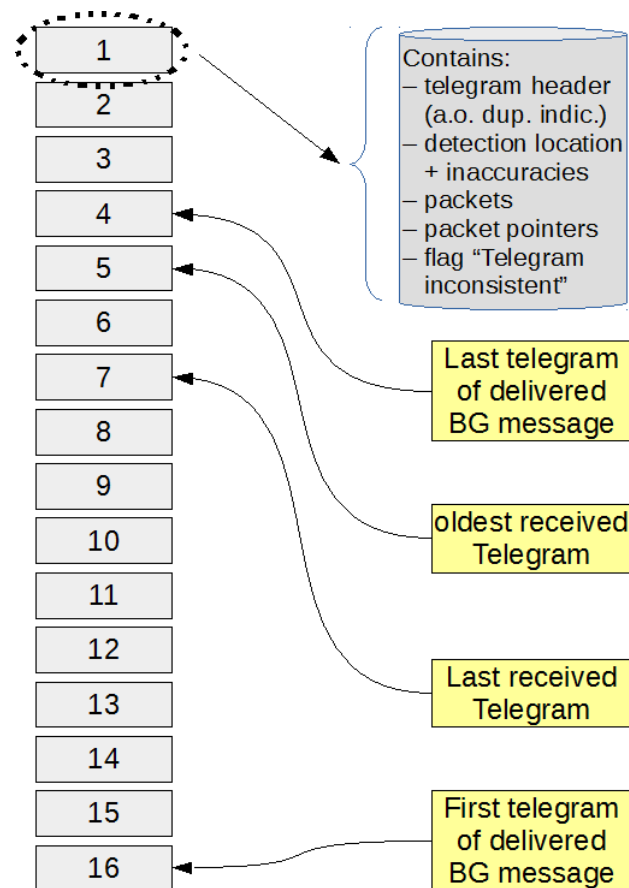 1
2
3
4
5
6
7
8
9
10
11
12
13
14
15
16
Contains:
– telegram header
(a.o. dup. indic.)
– detection location
+ inaccuracies
– packets
– packet pointers
– flag “Telegram
inconsistent”
Last telegram
of delivered
BG message
oldest received
Telegram
Last received
Telegram
First telegram
of delivered
BG message